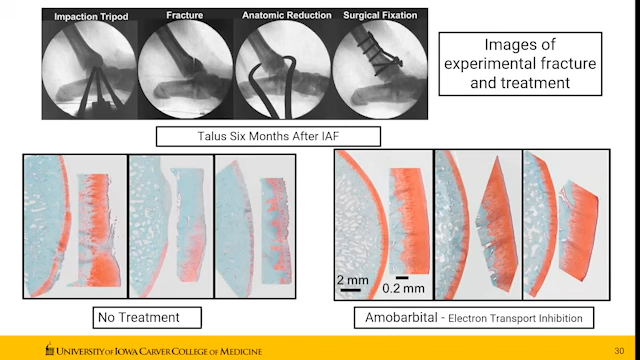 Impaction Tripod
Fracture
Anatomic Reduction
Surgical Fixation
Images of
experimental fracture
and treatment
Talus Six Months After IAF
2 mm
0.2 mm
No Treatment
Amobarbital - Electron Transport Inhibition
UNIVERSITY OF IOWA CARVER COLLEGE OF MEDICINE
30